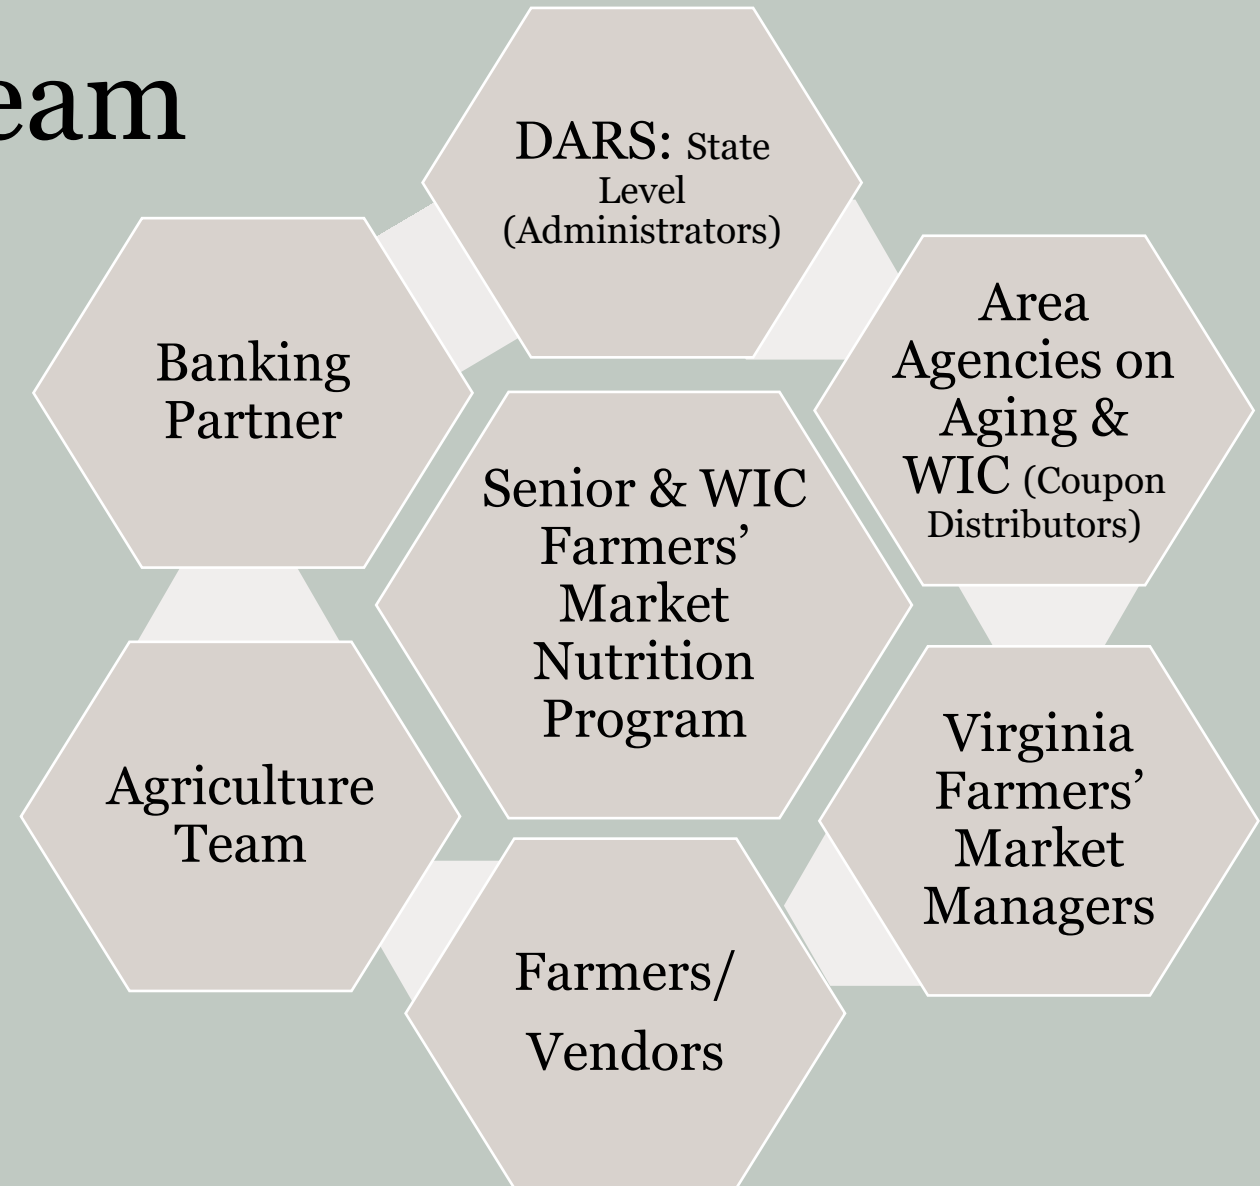 eam
DARS: State
Level
(Administrators)
Banking
Partner
Area
Agencies on
Aging &
WIC (Coupon
Distributors)
Senior & WIC
Farmers’
Market
Nutrition
Program
Agriculture
Team
Virginia
Farmers’
Market
Managers
Farmers/
Vendors